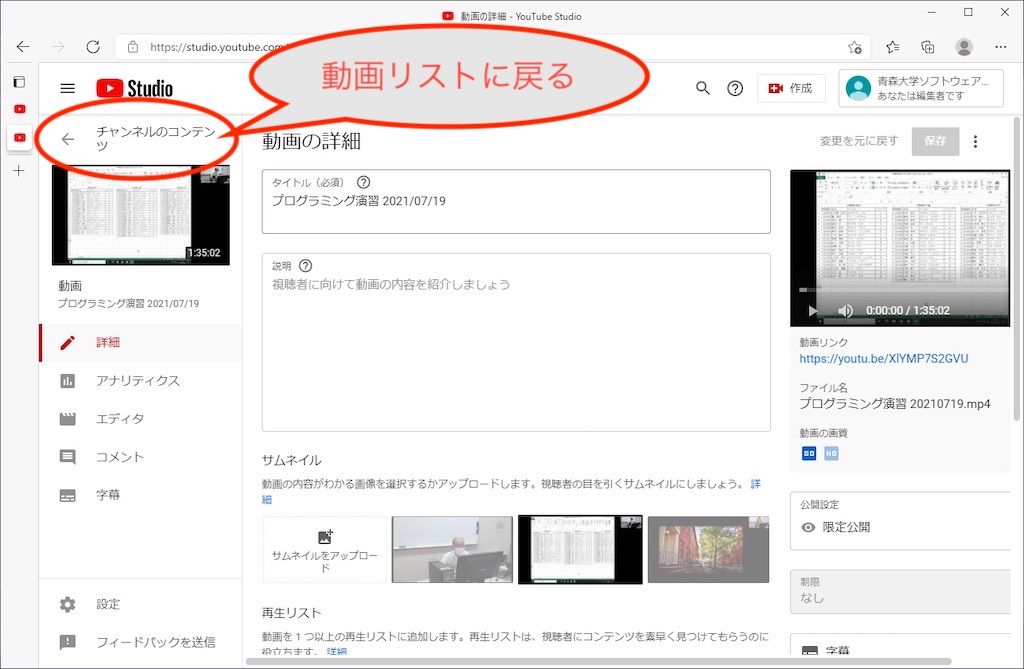 動画の詳細 - YouTube Studio
https://studio.youtube.com/
動画リストに戻る
Studio
作成
青森大学ソフトウェア...
あなたは編集者です
チャンネルのコンテン
ツ
動画の詳細
変更を元に戻す
保存
1:35:02
動画
プログラミング演習 2021/07/19
詳細
アナリティクス
エディタ
コメント
字幕
設定
フィードバックを送信
タイトル（必須）
プログラミング演習 2021/07/19
説明
視聴者に向けて動画の内容を紹介しましょう
サムネイル
動画の内容がわかる画像を選択するかアップロードします。視聴者の目を引くサムネイルにしましょう。 詳
細
サムネイルをアップロー
ド
再生リスト
動画を 1 つ以上の再生リストに追加します。再生リストは、視聴者にコンテンツを素早く見つけてもらうのに
役立ちます。 詳細
0:00:00 / 1:35:02
動画リンク
https://youtu.be/XlYMP7S2GVU
ファイル名
プログラミング演習 20210719.mp4
動画の画質
SD HD
公開設定
限定公開
制限
なし
字幕